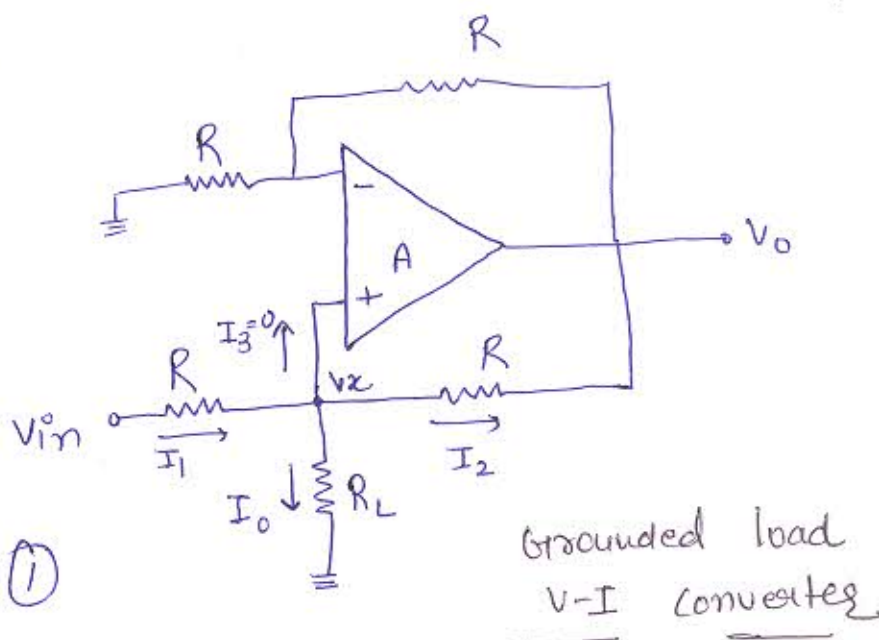 R
R
-
A
+
Vo
I3=0
R
Vx
R
Vin
I1
I2
Io
RL
1
Grounded load
V-I Converter